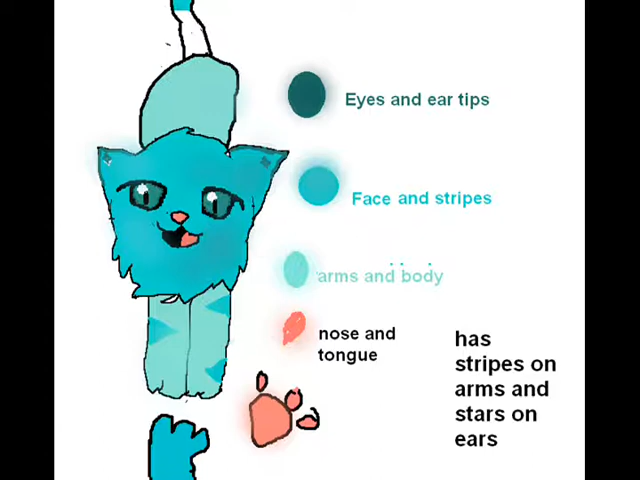 Eyes and ear tips
Face and stripes
arms and body
nose and
tongue
has
stripes on
arms and
stars on
ears